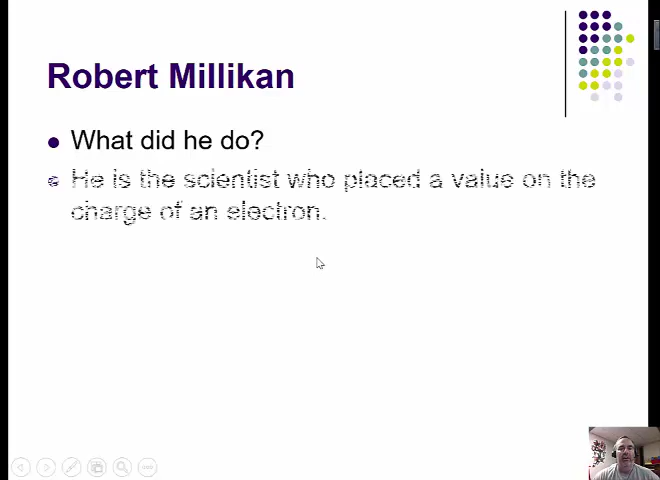 Robert Millikan
What did he do?
He is the scientist who placed a value on the
charge of an electron.